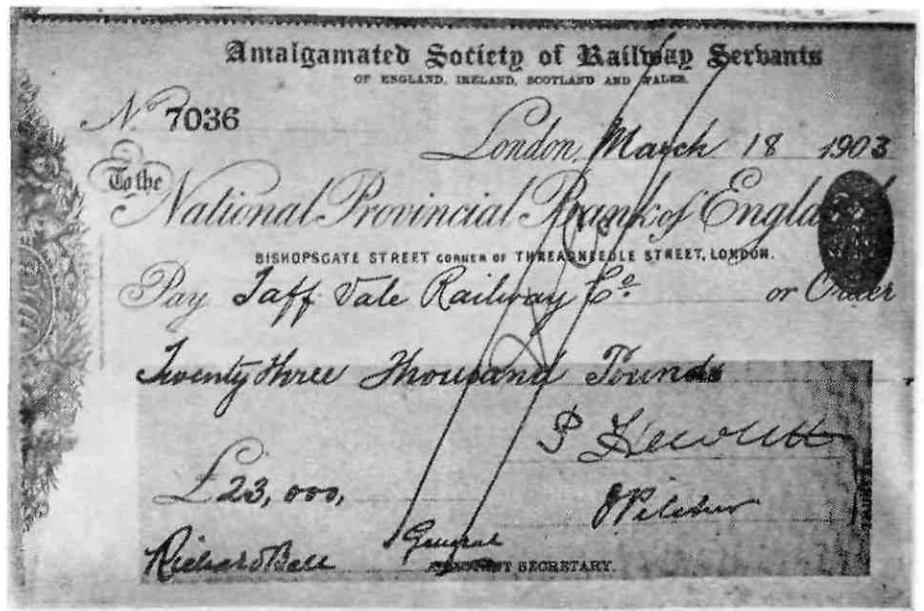 Amalgamated Society of Railway Servants
OF ENGLAND, IRELAND, SCOTLAND AND WALES.
No 7036
London, March 18 1903
To the
National Provincial Bank of England
BISHOPSGATE STREET CORNER OF THREADNEEDLE STREET, LONDON.
Pay Taff Vale Railway Co. or Order
Twenty three Thousand Pounds
P Hewlett
£23,000,
J Pilcher
Richard Bell General
SECRETARY.